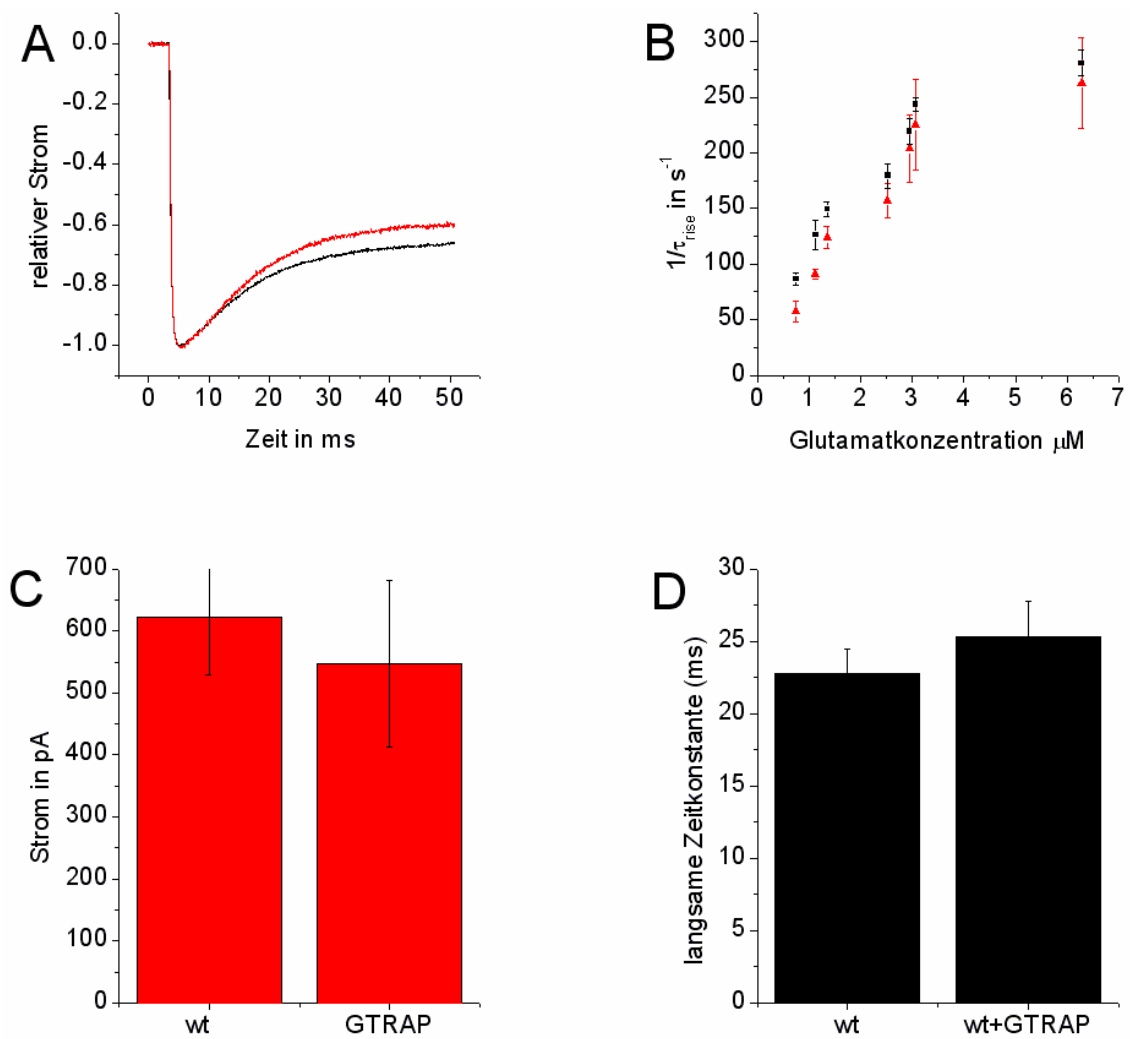 A
relativer Strom
0.0
-0.2
-0.4
-0.6
-0.8
-1.0
0 10 20 30 40 50
Zeit in ms
B
1/τrise in s-1
300
250
200
150
100
50
0
0 1 2 3 4 5 6 7
Glutamatkonzentration μM
C
Strom in pA
700
600
500
400
300
200
100
0
wt GTRAP
D
langsame Zeitkonstante (ms)
30
25
20
15
10
5
0
wt wt+GTRAP